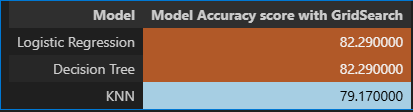 Model Model Accuracy score with GridSearch
Logistic Regression 82.290000
Decision Tree 82.290000
KNN 79.170000